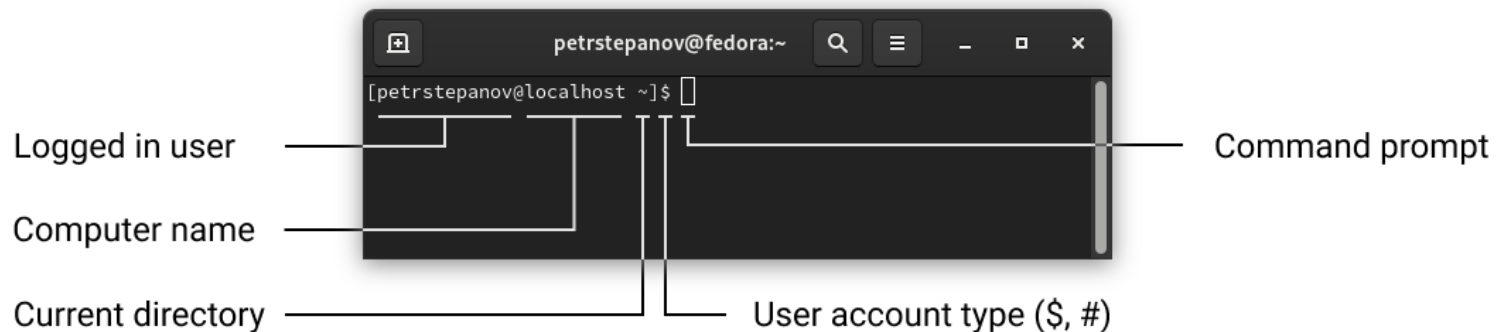 petrstepanov@fedora:~
[petrstepanov@localhost ~]$
Logged in user
Command prompt
Computer name
Current directory
User account type ($, #)